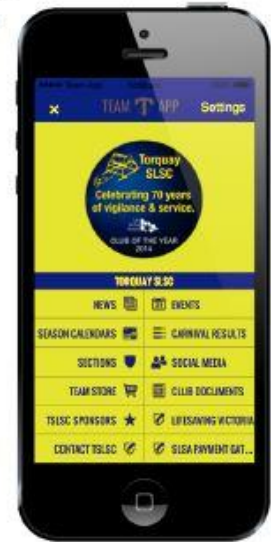 TEAM T APP Settings
Torquay
SLSC
Celebrating 70 years
of vigilance & service.
CLUB OF THE YEAR
2014
TORQUAY SLSC
NEWS EVENTS
SEASON CALENDARS CARNIVAL RESULTS
SECTIONS SOCIAL MEDIA
TEAM STORE CLUB DOCUMENTS
TSLSC SPONSORS LIFESAVING VICTORIA
CONTACT TSLSC SLSA PAYMENT GAT...